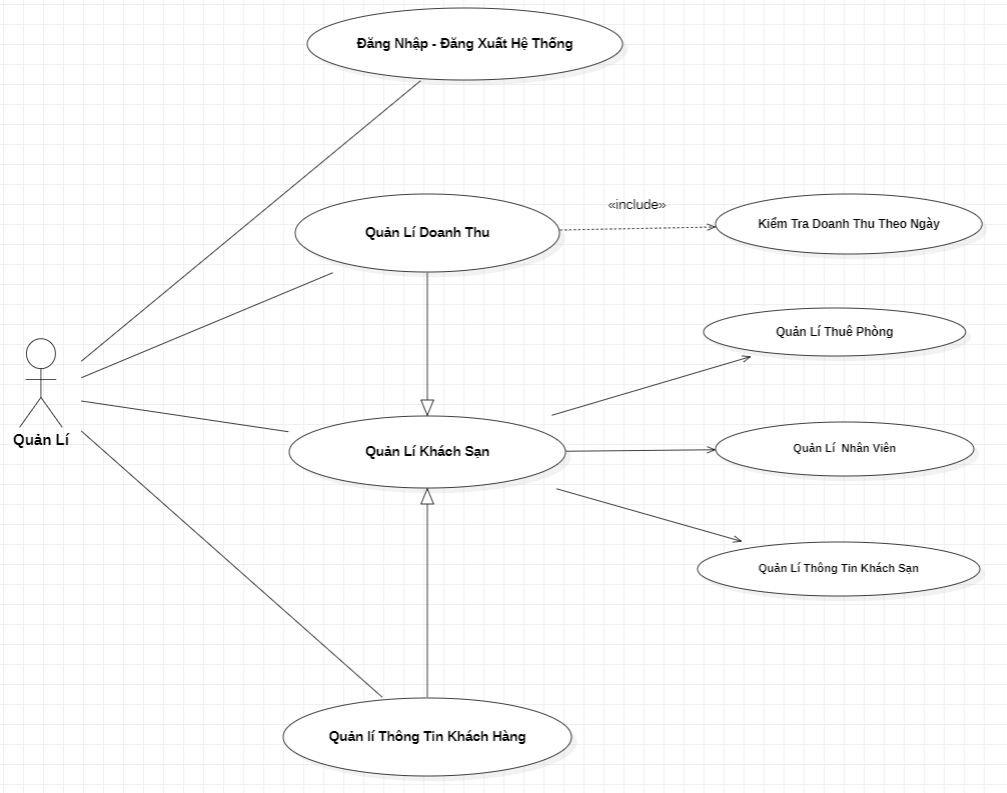 Đăng Nhập - Đăng Xuất Hệ Thống
«include»
Quản Lí Doanh Thu
Kiểm Tra Doanh Thu Theo Ngày
Quản Lí Thuê Phòng
Quản Lí
Quản Lí Khách Sạn
Quản Lí  Nhân Viên
Quản Lí Thông Tin Khách Sạn
Quản lí Thông Tin Khách Hàng